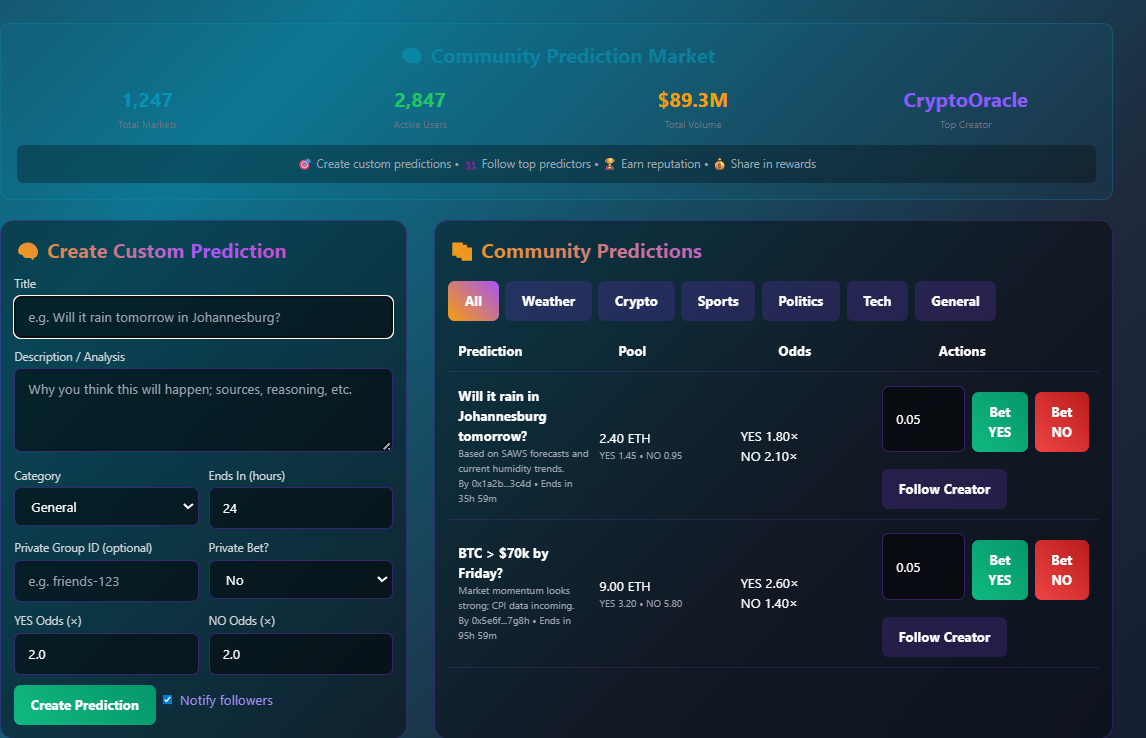 Community Prediction Market
1,247
Total Markets
2,847
Active Users
$89.3M
Total Volume
CryptoOracle
Top Creator
🎯 Create custom predictions • 👥 Follow top predictors • 🏆 Earn reputation • 💰 Share in rewards
Create Custom Prediction
Title
e.g. Will it rain tomorrow in Johannesburg?
Description / Analysis
Why you think this will happen; sources, reasoning, etc.
Category
Ends In (hours)
General
24
Private Group ID (optional)
Private Bet?
e.g. friends-123
No
YES Odds (×)
NO Odds (×)
2.0
2.0
Create Prediction
Notify followers
Community Predictions
All
Weather
Crypto
Sports
Politics
Tech
General
Prediction
Pool
Odds
Actions
Will it rain in
Johannesburg
tomorrow?
Based on SAWS forecasts and
current humidity trends.
By 0x1a2b...3c4d • Ends in
35h 59m
2.40 ETH
YES 1.45 • NO 0.95
YES 1.80×
NO 2.10×
0.05
Bet
YES
Bet
NO
Follow Creator
BTC > $70k by
Friday?
Market momentum looks
strong; CPI data incoming.
By 0x5e6f...7g8h • Ends in
95h 59m
9.00 ETH
YES 3.20 • NO 5.80
YES 2.60×
NO 1.40×
0.05
Bet
YES
Bet
NO
Follow Creator